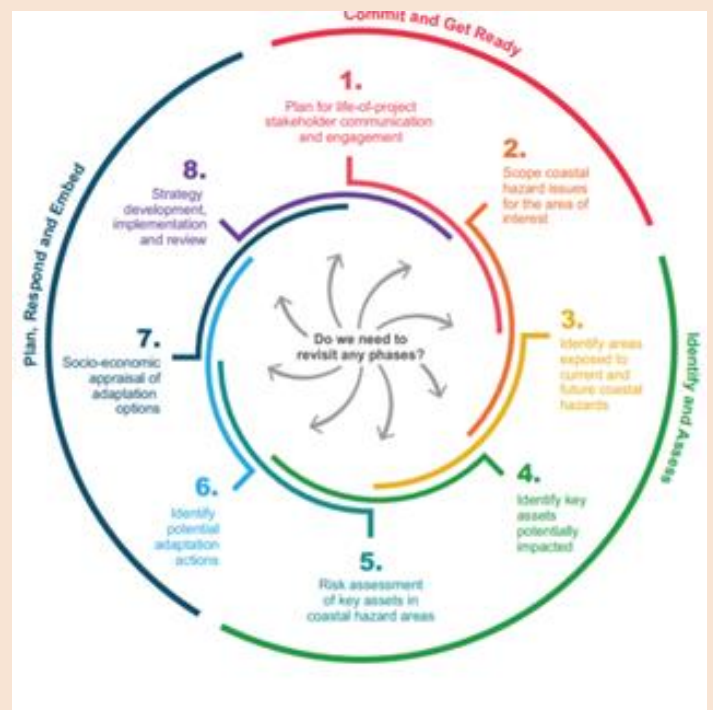 Commit and Get Ready
1.
Plan for life-of-project
stakeholder communication
and engagement
2.
Scope coastal
hazard issues
for the area of
interest
3.
Identify areas
exposed to
current and
future coastal
hazards
Identify and Assess
4.
Identify key
assets
potentially
impacted
5.
Risk assessment
of key assets in
coastal hazard areas
6.
Identify
potential
adaptation
actions
7.
Socio-economic
appraisal of
adaptation
options
Plan, Respond and Embed
8.
Strategy
development,
implementation
and review
Do we need to
revisit any phases?